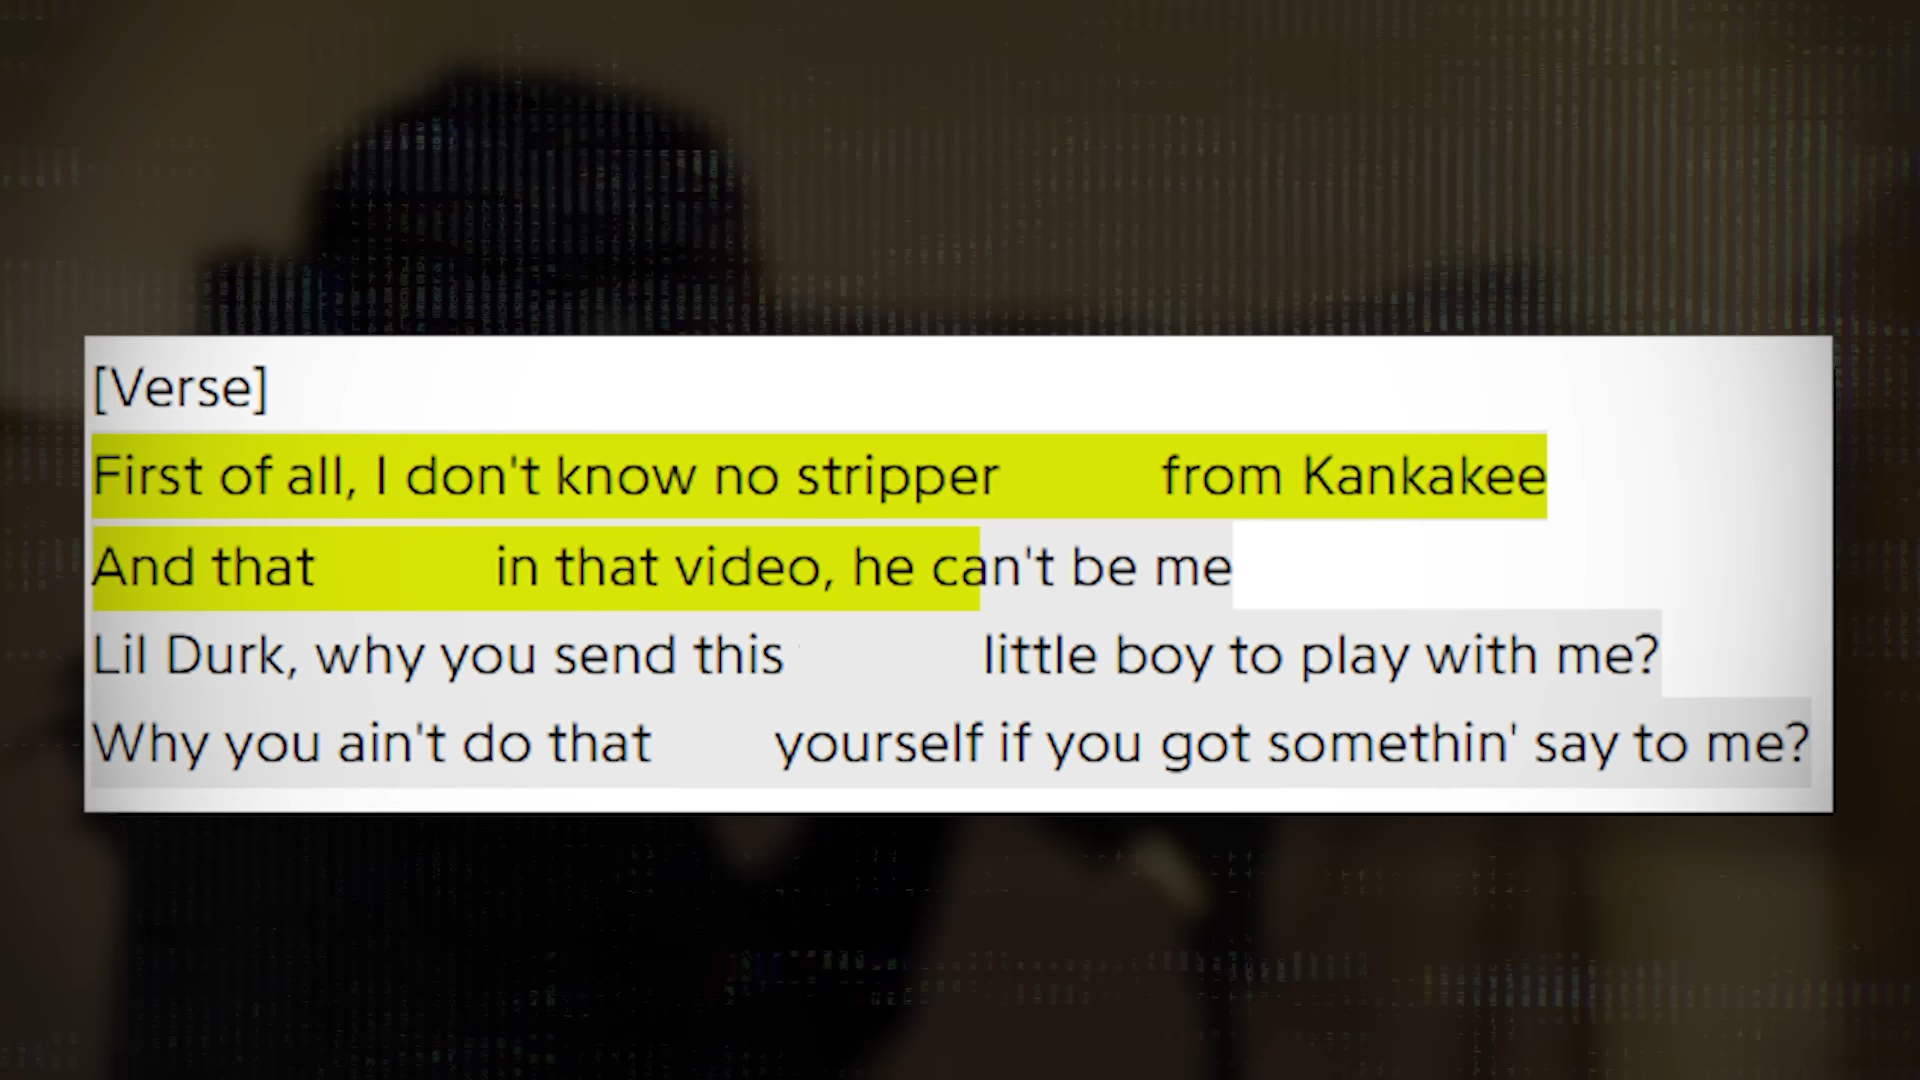 [Verse]
First of all, I don't know no stripper from Kankakee
And that in that video, he can't be me
Lil Durk, why you send this little boy to play with me?
Why you ain't do that yourself if you got somethin' say to me?